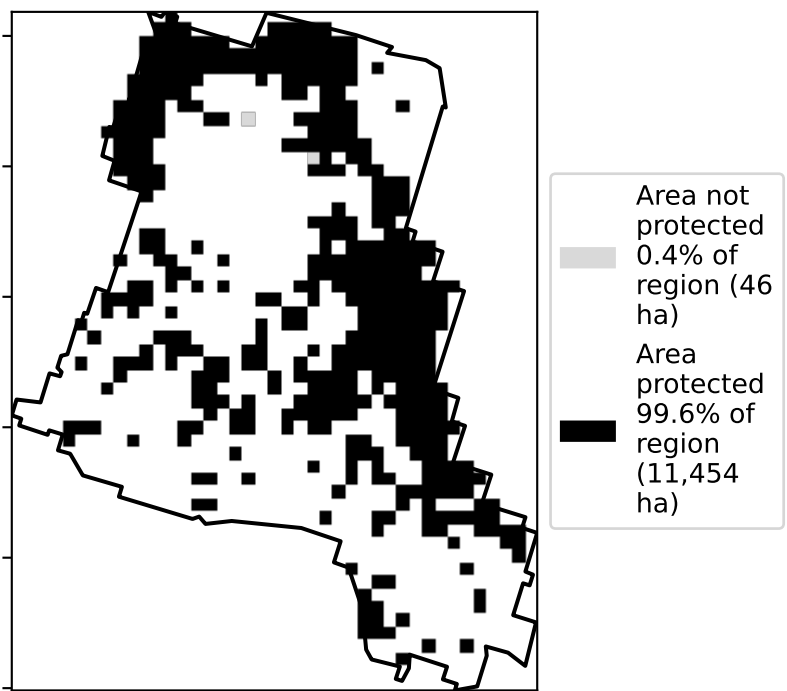 Area not
protected
0.4% of
region (46
ha)
Area
protected
99.6% of
region
(11,454
ha)